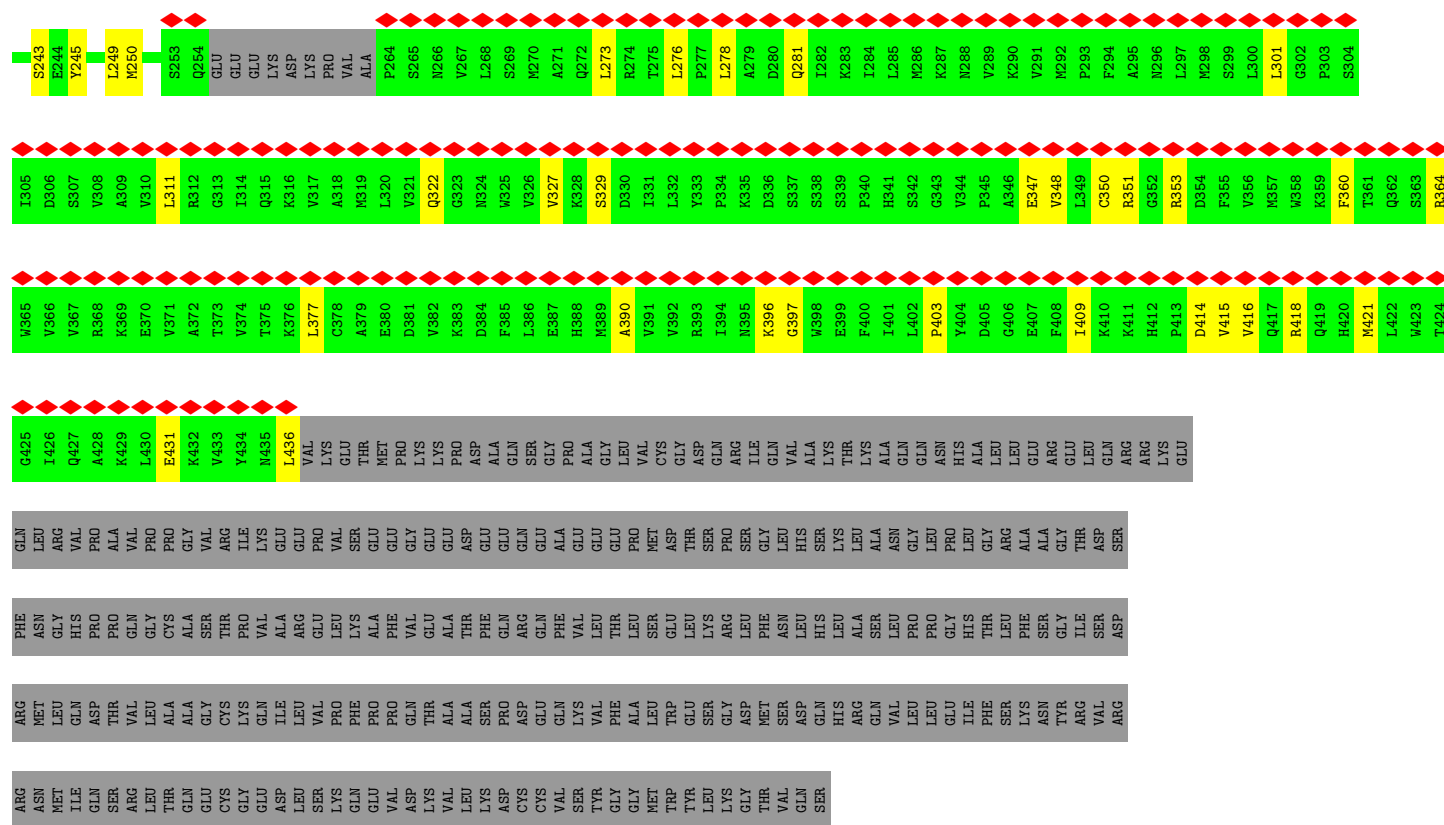 S243 E244 Y245 L249 M250 S253 Q254 GLU GLU GLU LYS ASP LYS PRO VAL ALA P264 S265 N266 V267 L268 S269 M270 A271 Q272 L273 R274 T275 L276 P277 L278 A279 D280 Q281 I282 K283 I284 L285 M286 K287 N288 V289 K290 V291 M292 P293 F294 A295 N296 L297 M298 S299 L300 L301 G302 P303 S304
I305 D306 S307 V308 A309 V310 L311 R312 G313 I314 Q315 K316 V317 A318 M319 L320 V321 Q322 G323 N324 W325 V326 V327 K328 S329 D330 I331 L332 Y333 P334 K335 D336 S337 S338 S339 P340 H341 S342 G343 V344 P345 A346 E347 V348 L349 C350 R351 G352 R353 D354 F355 V356 M357 W358 K359 F360 T361 Q362 S363 R364
W365 V366 V367 R368 K369 E370 V371 A372 T373 V374 T375 K376 L377 C378 A379 E380 D381 V382 K383 D384 F385 L386 E387 H388 M389 A390 V391 V392 R393 I394 N395 K396 G397 W398 E399 F400 I401 L402 P403 Y404 D405 G406 E407 F408 I409 K410 K411 H412 P413 D414 V415 V416 Q417 R418 Q419 H420 M421 L422 W423 T424
G425 I426 Q427 A428 K429 L430 E431 K432 V433 Y434 N435 L436 VAL LYS GLU THR MET PRO LYS LYS PRO ASP ALA GLN SER GLY PRO ALA GLY LEU VAL CYS GLY ASP GLN ARG ILE GLN VAL ALA LYS THR LYS ALA GLN GLN ASN HIS ALA LEU LEU GLU ARG GLU LEU GLN ARG ARG LYS GLU
GLN LEU ARG VAL PRO ALA VAL PRO PRO GLY VAL ARG ILE LYS GLU GLU PRO VAL SER GLU GLU GLY GLU GLU ASP GLU GLU GLN GLU ALA GLU GLU GLU PRO MET ASP THR SER PRO SER GLY LEU HIS SER LYS LEU ALA ASN GLY LEU PRO LEU GLY ARG ALA ALA GLY THR ASP SER
PHE ASN GLY HIS PRO PRO GLN GLY CYS ALA SER THR PRO VAL ALA ARG GLU LEU LYS ALA PHE VAL GLU ALA THR PHE GLN ARG GLN PHE VAL LEU THR LEU SER GLU LEU LYS ARG LEU PHE ASN LEU HIS LEU ALA SER LEU PRO PRO GLY HIS THR LEU PHE SER GLY ILE SER ASP
ARG MET LEU GLN ASP THR VAL LEU ALA ALA GLY CYS LYS GLN ILE LEU VAL PRO PHE PRO PRO GLN THR ALA ALA SER PRO ASP GLU GLN LYS VAL PHE ALA LEU TRP GLU SER GLY ASP MET SER ASP GLN HIS ARG GLN VAL LEU LEU GLU ILE PHE SER LYS ASN TYR ARG VAL ARG
ARG ASN MET ILE GLN SER ARG LEU THR GLN GLU CYS GLY GLU ASP LEU SER LYS GLN GLU VAL ASP LYS VAL LEU LYS ASP CYS CYS VAL SER TYR GLY GLY MET TRP TYR LEU LYS GLY THR VAL GLN SER